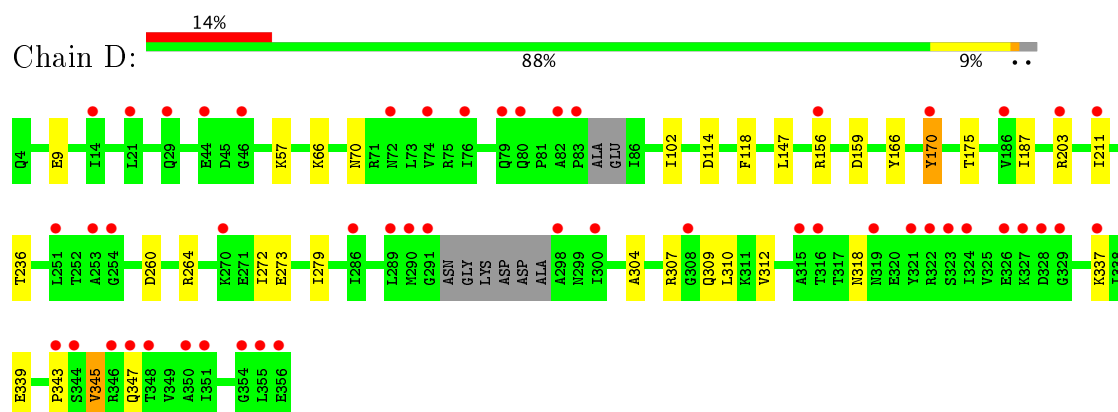 14%
Chain D:
88% 9% • •
Q4 E9 I14 L21 Q29 E44 D45 G46 K57 K66 N70 R71 N72 L73 V74 R75 I76 Q79 Q80 P81 A82 P83 ALA GLU I86 I102 D114 F118 L147 R156 D159 Y166 Y170 T175 V186 I187 R203 I211
T236 L251 T252 A253 G254 D260 R264 K270 E271 I272 E273 I279 I286 L289 M290 G291 ASN GLY LYS ASP ASP ALA A298 N299 I300 A304 R307 G308 Q309 L310 K311 V312 A315 T316 T317 N318 N319 E320 Y321 R322 S323 I324 V325 E326 K327 D328 G329 K337 I338
E339 P343 S344 V345 R346 Q347 T348 V349 A350 I351 G354 L355 E356